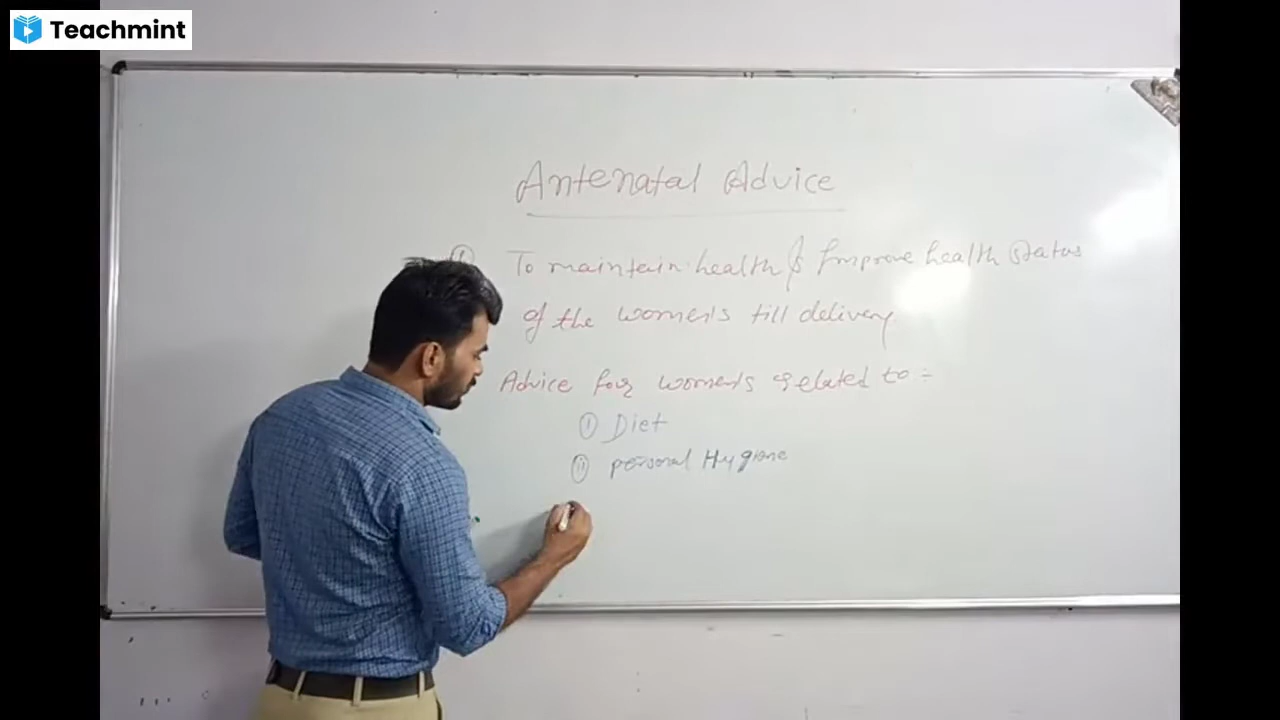 Teachmint
Antenatal Advice
① To maintain health & Improve health status
of the women's till delivery
Advice for women's related to :-
ⓘ Diet
ⓘⓘ personal Hygiene